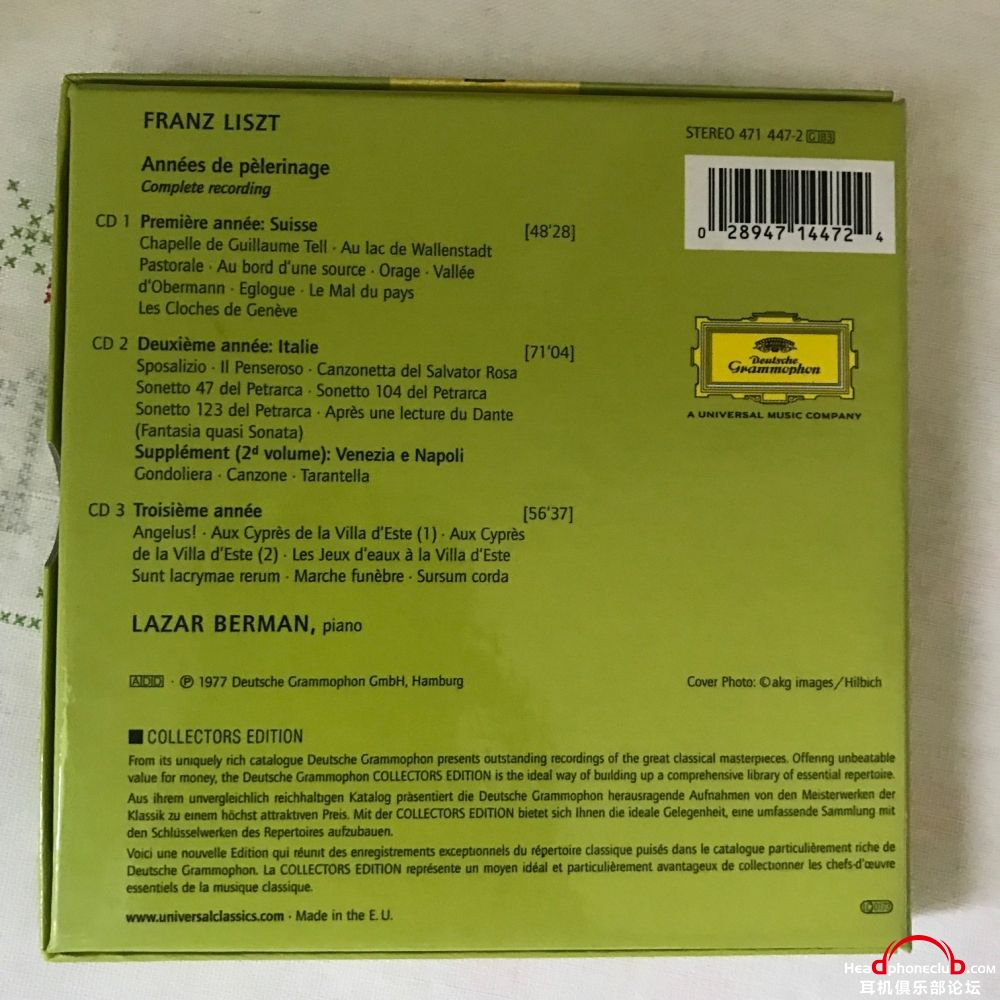 FRANZ LISZT
STEREO 471 447-2 GB3
Années de pèlerinage
Complete recording
0 28947 14472 4
CD 1 Première année: Suisse [48'28]
Chapelle de Guillaume Tell · Au lac de Wallenstadt
Pastorale · Au bord d'une source · Orage · Vallée
d'Obermann · Eglogue · Le Mal du pays
Les Cloches de Genève
CD 2 Deuxième année: Italie [71'04]
Sposalizio · Il Penseroso · Canzonetta del Salvator Rosa
Sonetto 47 del Petrarca · Sonetto 104 del Petrarca
Sonetto 123 del Petrarca · Après une lecture du Dante
(Fantasia quasi Sonata)
Supplément (2d volume): Venezia e Napoli
Gondoliera · Canzone · Tarantella
Deutsche
Grammophon
A UNIVERSAL MUSIC COMPANY
CD 3 Troisième année [56'37]
Angelus! · Aux Cyprès de la Villa d'Este (1) · Aux Cyprès
de la Villa d'Este (2) · Les Jeux d'eaux à la Villa d'Este
Sunt lacrymae rerum · Marche funèbre · Sursum corda
LAZAR BERMAN, piano
ADD · ℗ 1977 Deutsche Grammophon GmbH, Hamburg
Cover Photo: © akg images/Hilbich
COLLECTORS EDITION
From its uniquely rich catalogue Deutsche Grammophon presents outstanding recordings of the great classical masterpieces. Offering unbeatable
value for money, the Deutsche Grammophon COLLECTORS EDITION is the ideal way of building up a comprehensive library of essential repertoire.
Aus ihrem unvergleichlich reichhaltigen Katalog präsentiert die Deutsche Grammophon herausragende Aufnahmen von den Meisterwerken der
Klassik zu einem höchst attraktiven Preis. Mit der COLLECTORS EDITION bietet sich Ihnen die ideale Gelegenheit, eine umfassende Sammlung mit
den Schlüsselwerken des Repertoires aufzubauen.
Voici une nouvelle Edition qui réunit des enregistrements exceptionnels du répertoire classique puisés dans le catalogue particulièrement riche de
Deutsche Grammophon. La COLLECTORS EDITION représente un moyen idéal et particulièrement avantageux de collectionner les chefs-d'œuvre
essentiels de la musique classique.
www.universalclassics.com · Made in the E. U.
Headphoneclub.COM
耳机俱乐部论坛